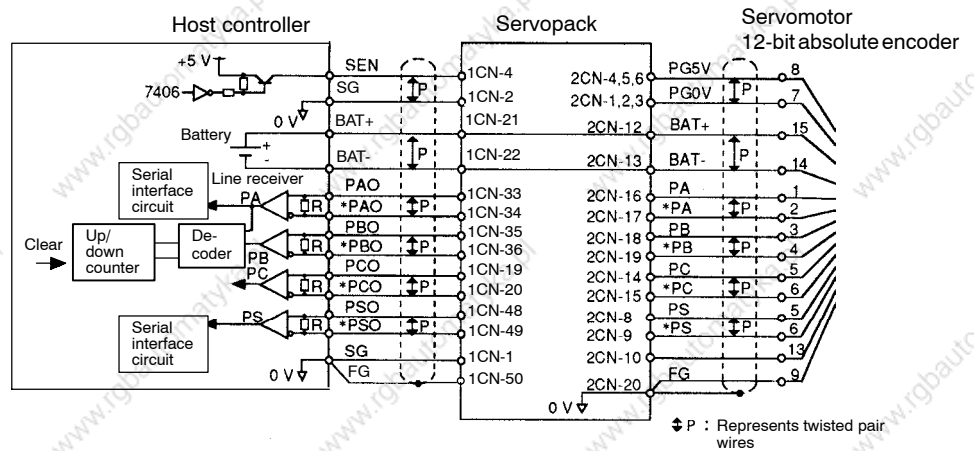 Host controller
Servopack
Servomotor
12-bit absolute encoder
+5 V
7406
SEN
SG
0 V
1CN-4
1CN-2
P
2CN-4,5,6
2CN-1,2,3
PG5V
PG0V
P
8
7
Battery
+
-
BAT+
BAT-
1CN-21
1CN-22
P
2CN-12
2CN-13
BAT+
BAT-
P
15
14
Serial
interface
circuit
Line receiver
PA
R
PAO
*PAO
P
1CN-33
1CN-34
2CN-16
2CN-17
PA
*PA
P
1
2
Clear
Up/
down
counter
De-
coder
PB
R
PBO
*PBO
P
1CN-35
1CN-36
2CN-18
2CN-19
PB
*PB
P
3
4
PC
R
PCO
*PCO
P
1CN-19
1CN-20
2CN-14
2CN-15
PC
*PC
P
5
6
Serial
interface
circuit
PS
R
PSO
*PSO
P
1CN-48
1CN-49
2CN-8
2CN-9
PS
*PS
P
5
6
0 V
SG
FG
1CN-1
1CN-50
2CN-10
2CN-20
0 V
FG
13
9
P : Represents twisted pair
wires
www.rgbautomatyka.pl